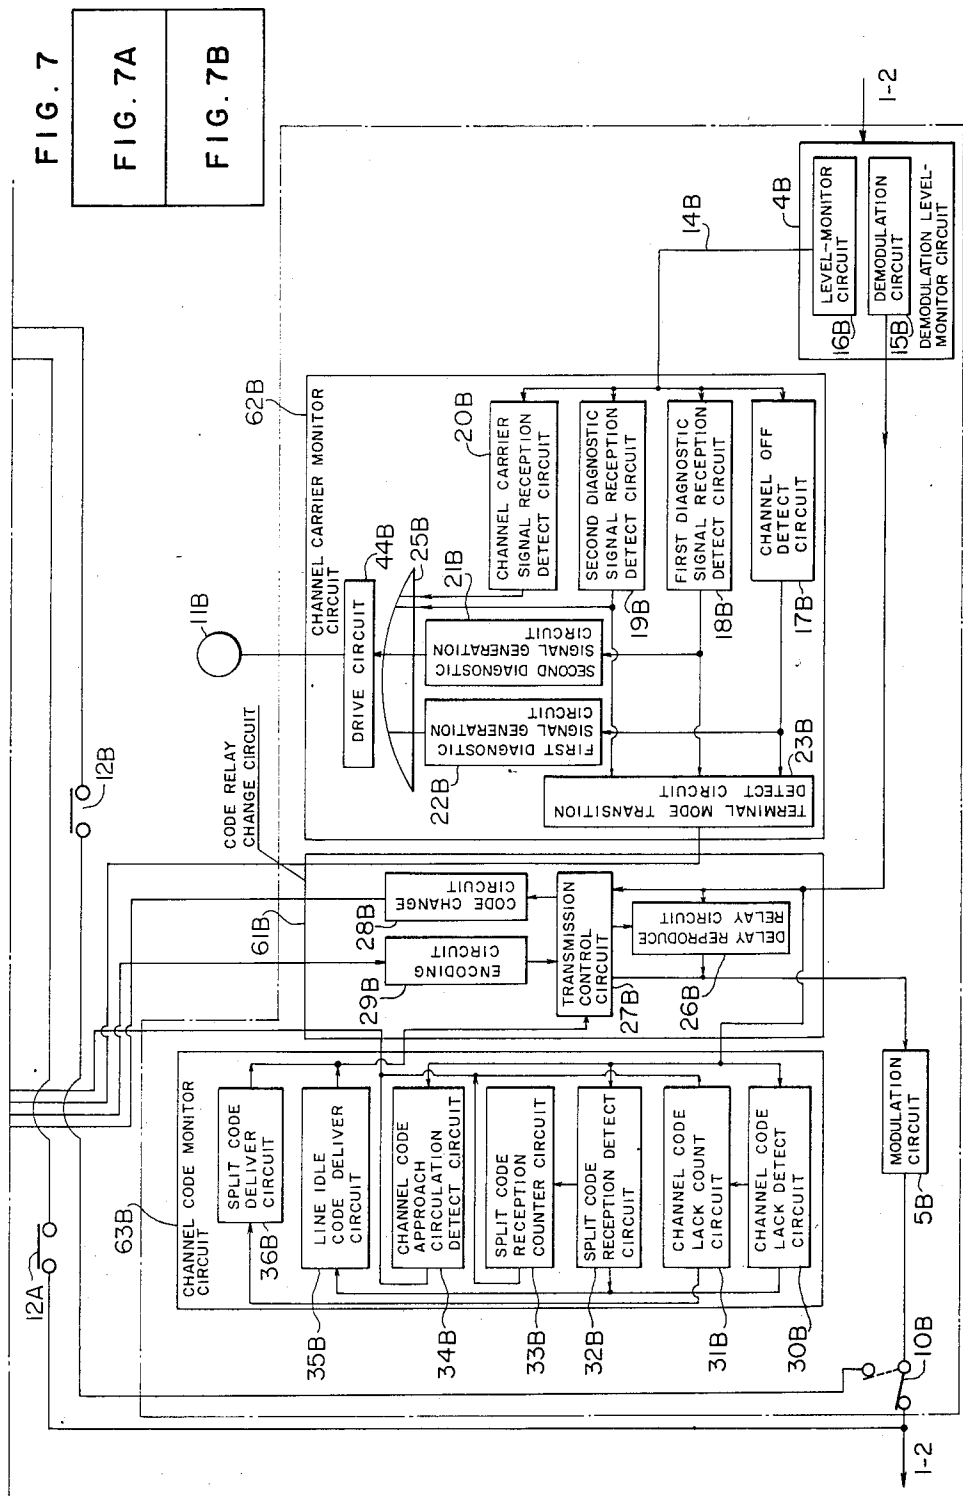 FIG. 7
FIG. 7A
FIG. 7B
1-2
4B
LEVEL-MONITOR
CIRCUIT
16B
DEMODULATION
CIRCUIT
15B
DEMODULATION LEVEL-
MONITOR CIRCUIT
14B
62B
CHANNEL CARRIER MONITOR
CIRCUIT
11B
44B
DRIVE CIRCUIT
25B
20B
CHANNEL CARRIER
SIGNAL RECEPTION
DETECT CIRCUIT
SECOND DIAGNOSTIC
SIGNAL RECEPTION
DETECT CIRCUIT
19B
FIRST DIAGNOSTIC
SIGNAL RECEPTION
DETECT CIRCUIT
18B
CHANNEL OFF
DETECT
CIRCUIT
17B
21B
SECOND DIAGNOSTIC
SIGNAL GENERATION
CIRCUIT
FIRST DIAGNOSTIC
SIGNAL GENERATION
CIRCUIT
22B
23B
TERMINAL MODE TRANSITION
DETECT CIRCUIT
12B
CODE RELAY
CHANGE CIRCUIT
61B
CODE CHANGE
CIRCUIT
28B
ENCODING
CIRCUIT
29B
TRANSMISSION
CONTROL
CIRCUIT
27B
DELAY REPRODUCE
RELAY CIRCUIT
26B
12A
63B
CHANNEL CODE MONITOR
CIRCUIT
SPLIT CODE
DELIVER
CIRCUIT
36B
LINE IDLE
CODE DELIVER
CIRCUIT
35B
CHANNEL CODE
APPROACH
CIRCULATION
DETECT CIRCUIT
34B
SPLIT CODE
RECEPTION
COUNTER CIRCUIT
33B
SPLIT CODE
RECEPTION DETECT
CIRCUIT
32B
CHANNEL CODE
LACK COUNT
CIRCUIT
31B
CHANNEL CODE
LACK DETECT
CIRCUIT
30B
MODULATION
CIRCUIT
5B
10B
1-2